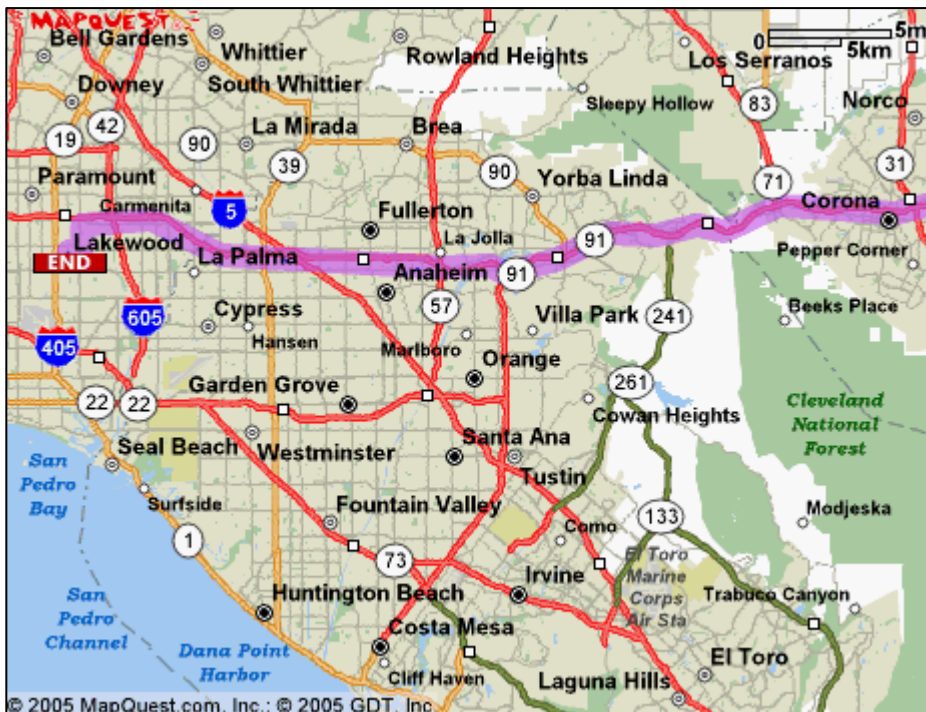 MAPQUEST
Bell Gardens
Whittier
Rowland Heights
0
5m
5km
Los Serranos
Downey
South Whittier
Sleepy Hollow
83
Norco
19
42
90
La Mirada
Brea
39
90
71
31
Paramount
Carmenita
5
Fullerton
Yorba Linda
Corona
Lakewood
La Palma
La Jolla
91
Pepper Corner
END
Anaheim
91
605
Cypress
57
Villa Park
241
Beeks Place
405
Hansen
Marlboro
Orange
22
22
Garden Grove
261
Cowan Heights
Cleveland
National
Forest
Seal Beach
Westminster
Santa Ana
San
Pedro
Bay
Tustin
Surfside
Fountain Valley
Como
133
Modjeska
1
73
El Toro
Marine
Corps
Air Sta
Irvine
San
Pedro
Channel
Huntington Beach
Trabuco Canyon
Costa Mesa
Dana Point
Harbor
Cliff Haven
El Toro
Laguna Hills
© 2005 MapQuest.com, Inc.; © 2005 GDT, Inc